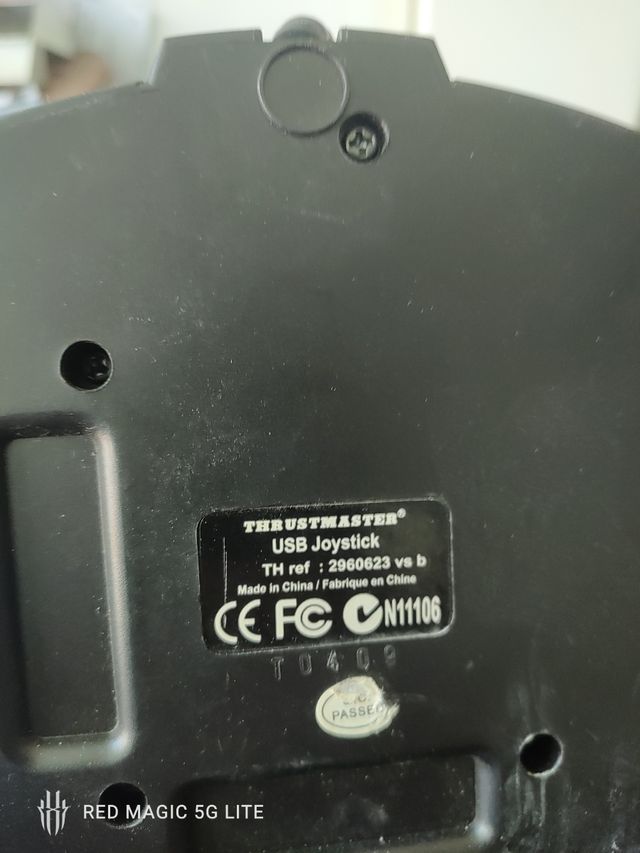 THRUSTMASTER®
USB Joystick
TH ref : 2960623 vs b
Made in China / Fabrique en Chine
CE FC N11106
T0409
PASSED
RED MAGIC 5G LITE